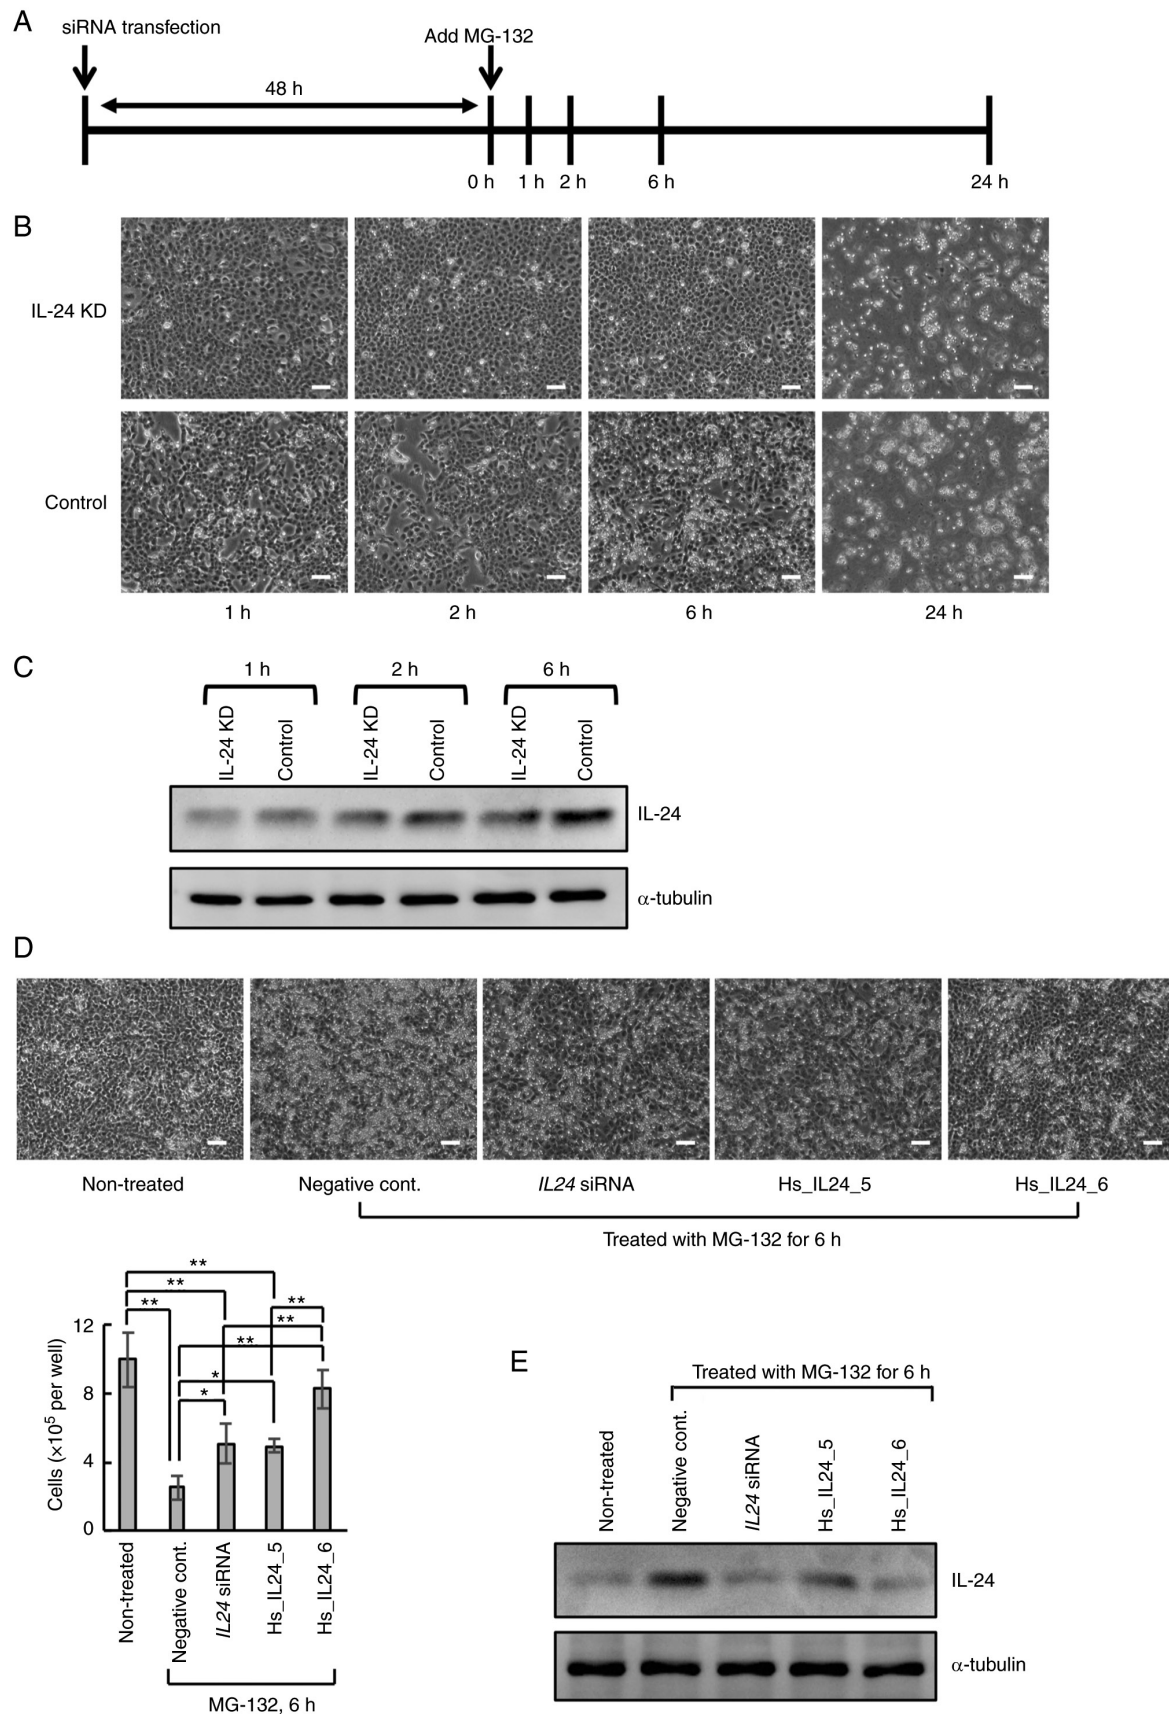 A
siRNA transfection
Add MG-132
48 h
0 h 1 h 2 h 6 h 24 h
B
IL-24 KD
Control
1 h 2 h 6 h 24 h
C
1 h 2 h 6 h
IL-24 KD Control IL-24 KD Control IL-24 KD Control
IL-24
α-tubulin
D
Non-treated Negative cont. IL24 siRNA Hs_IL24_5 Hs_IL24_6
Treated with MG-132 for 6 h
**
**
** **
**
**
*
*
Cells (×10⁵ per well)
12
8
4
0
Non-treated Negative cont. IL24 siRNA Hs_IL24_5 Hs_IL24_6
MG-132, 6 h
E
Treated with MG-132 for 6 h
Non-treated Negative cont. IL24 siRNA Hs_IL24_5 Hs_IL24_6
IL-24
α-tubulin